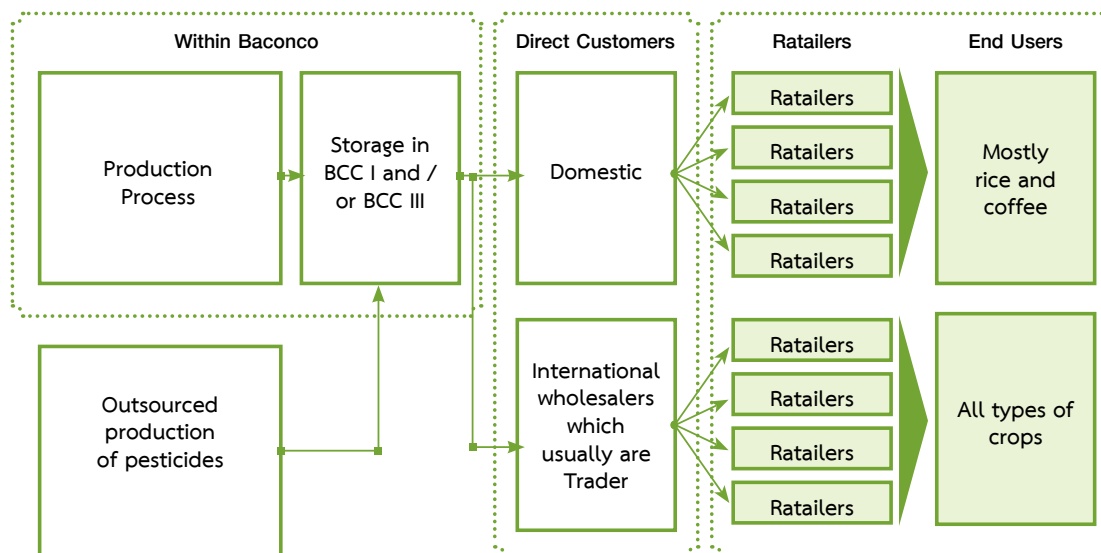 Within Baconco
Direct Customers
Ratailers
End Users
Production
Process
Storage in
BCC I and /
or BCC III
Domestic
Ratailers
Ratailers
Ratailers
Ratailers
Mostly
rice and
coffee
Outsourced
production
of pesticides
International
wholesalers
which
usually are
Trader
Ratailers
Ratailers
Ratailers
Ratailers
All types of
crops